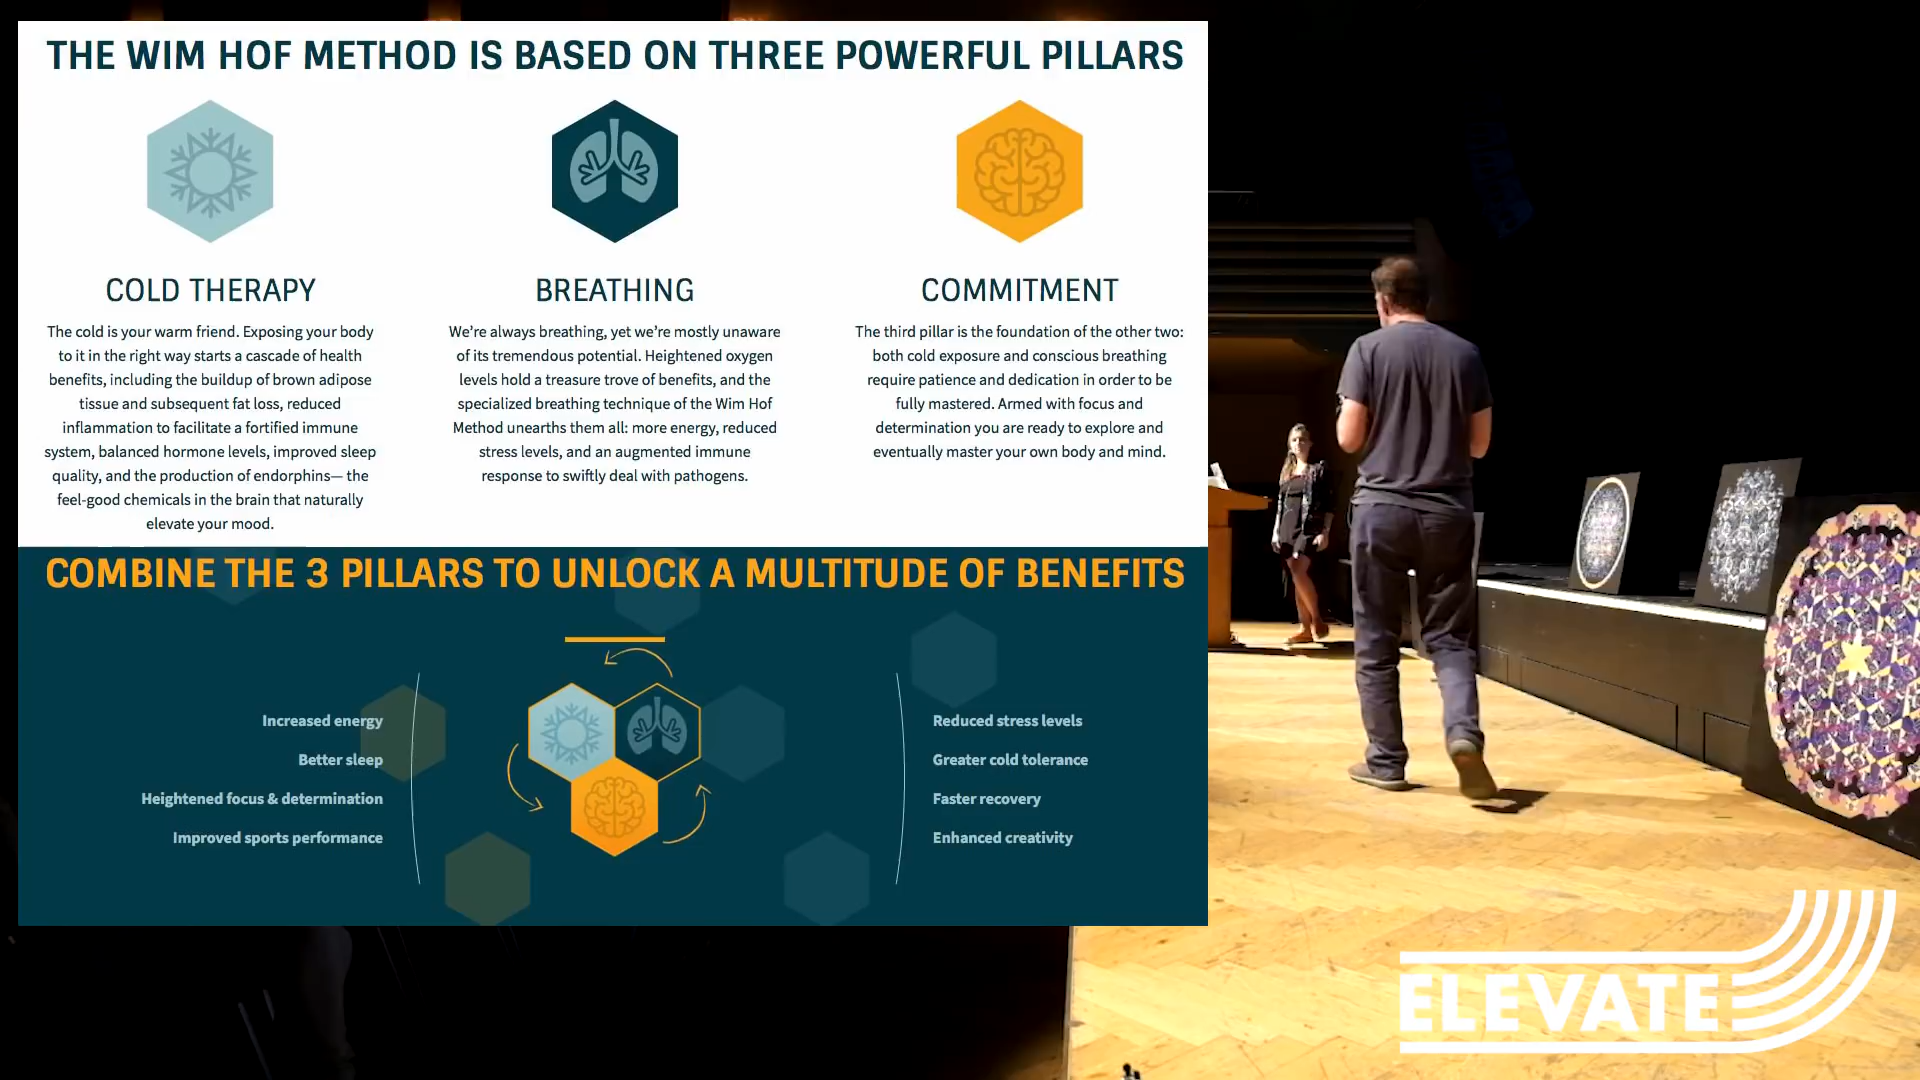 THE WIM HOF METHOD IS BASED ON THREE POWERFUL PILLARS
COLD THERAPY
The cold is your warm friend. Exposing your body
to it in the right way starts a cascade of health
benefits, including the buildup of brown adipose
tissue and subsequent fat loss, reduced
inflammation to facilitate a fortified immune
system, balanced hormone levels, improved sleep
quality, and the production of endorphins— the
feel-good chemicals in the brain that naturally
elevate your mood.
BREATHING
We're always breathing, yet we're mostly unaware
of its tremendous potential. Heightened oxygen
levels hold a treasure trove of benefits, and the
specialized breathing technique of the Wim Hof
Method unearths them all: more energy, reduced
stress levels, and an augmented immune
response to swiftly deal with pathogens.
COMMITMENT
The third pillar is the foundation of the other two:
both cold exposure and conscious breathing
require patience and dedication in order to be
fully mastered. Armed with focus and
determination you are ready to explore and
eventually master your own body and mind.
COMBINE THE 3 PILLARS TO UNLOCK A MULTITUDE OF BENEFITS
Increased energy
Better sleep
Heightened focus & determination
Improved sports performance
Reduced stress levels
Greater cold tolerance
Faster recovery
Enhanced creativity
ELEVATE